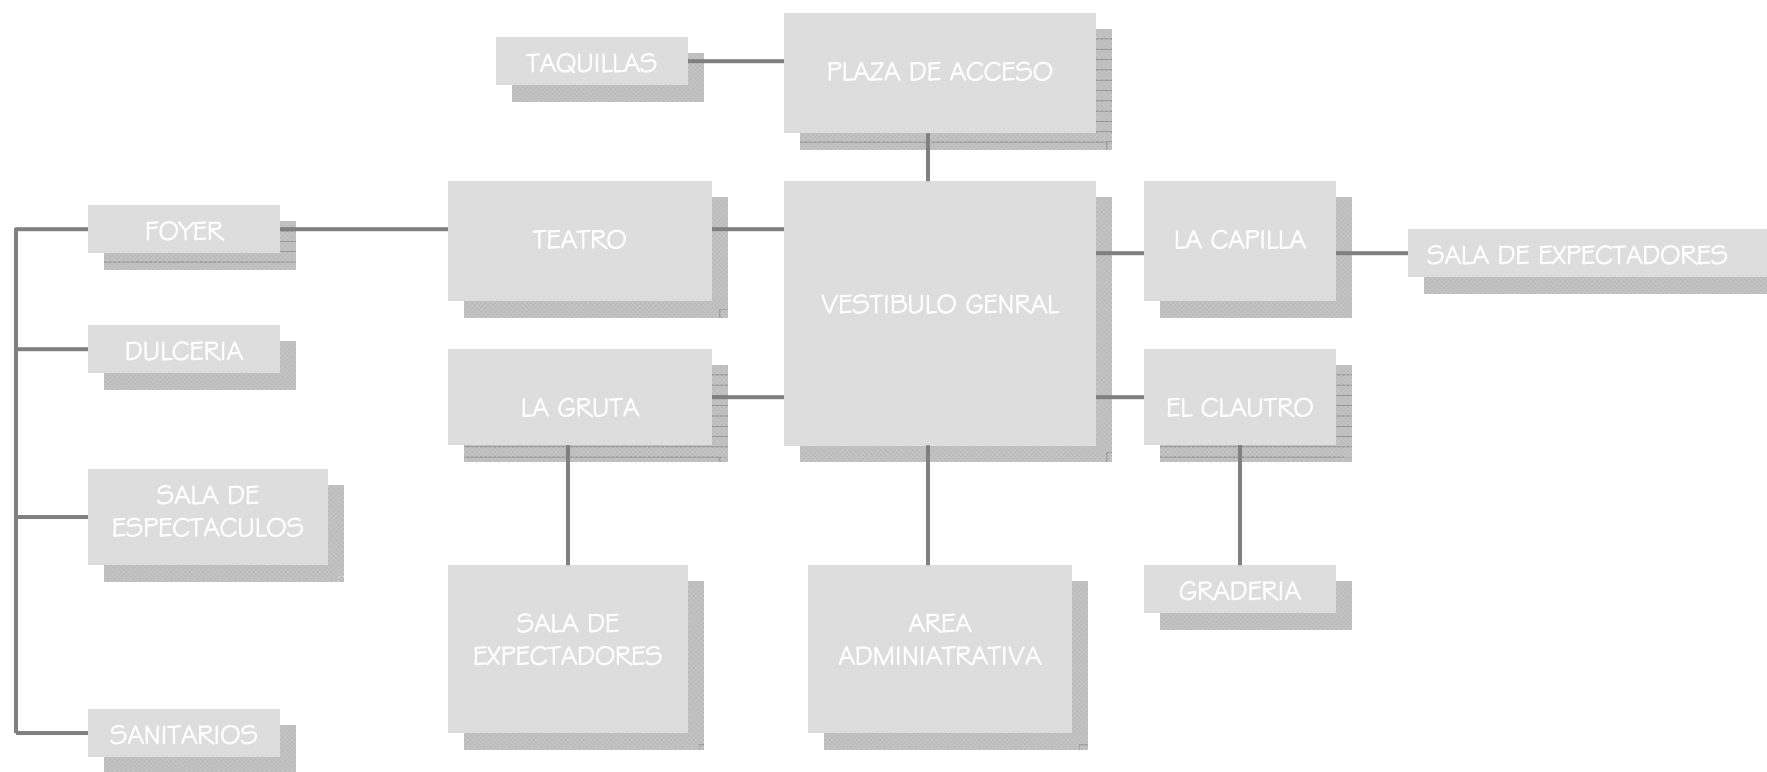 TAQUILLAS
PLAZA DE ACCESO
FOYER
TEATRO
LA CAPILLA
SALA DE EXPECTADORES
VESTIBULO GENRAL
DULCERIA
LA GRUTA
EL CLAUTRO
SALA DE
ESPECTACULOS
GRADERIA
SALA DE
EXPECTADORES
AREA
ADMINIATRATIVA
SANITARIOS